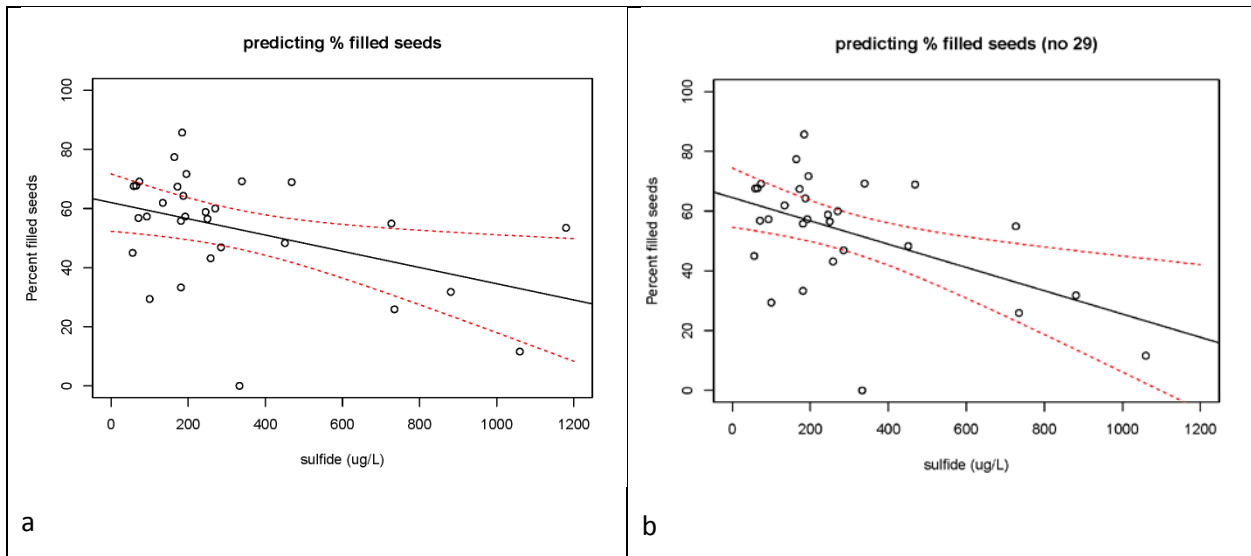 predicting % filled seeds
100
80
60
40
20
0
Percent filled seeds
0 200 400 600 800 1000 1200
sulfide (ug/L)
a
predicting % filled seeds (no 29)
100
80
60
40
20
0
Percent filled seeds
0 200 400 600 800 1000 1200
sulfide (ug/L)
b